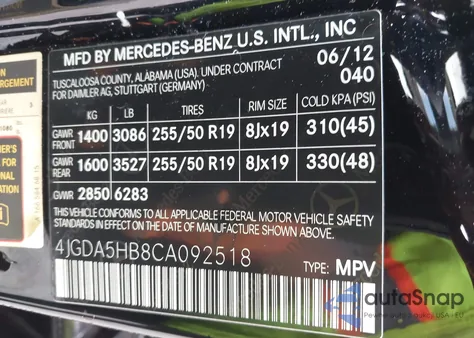 MFD BY MERCEDES-BENZ U.S. INTL., INC
TUSCALOOSA COUNTY, ALABAMA (USA). UNDER CONTRACT 06/12
FOR DAIMLER AG, STUTTGART (GERMANY) 040
KG LB TIRES RIM SIZE COLD KPA (PSI)
GAWR FRONT 1400 3086 255/50 R19 8Jx19 310(45)
GAWR REAR 1600 3527 255/50 R19 8Jx19 330(48)
GVWR 2850 6283
THIS VEHICLE CONFORMS TO ALL APPLICABLE FEDERAL MOTOR VEHICLE SAFETY
STANDARDS IN EFFECT ON THE DATE OF MANUFACTURE SHOWN ABOVE.
4JGDA5HB8CA092518
TYPE: MPV
autoSnap